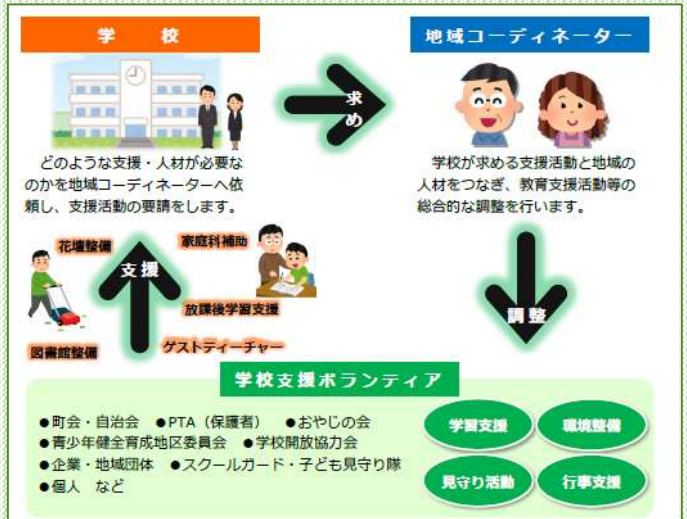 学 校
地域コーディネーター
求め
どのような支援・人材が必要な
のかを地域コーディネーターへ依
頼し、支援活動の要請をします。
学校が求める支援活動と地域の
人材をつなぎ、教育支援活動等の
総合的な調整を行います。
花壇整備
支援
家庭科補助
放課後学習支援
図書館整備
ゲストティーチャー
調整
学校支援ボランティア
●町会・自治会 ●PTA（保護者） ●おやじの会
●青少年健全育成地区委員会 ●学校開放協力会
●企業・地域団体 ●スクールガード・子ども見守り隊
●個人 など
学習支援
環境整備
見守り活動
行事支援